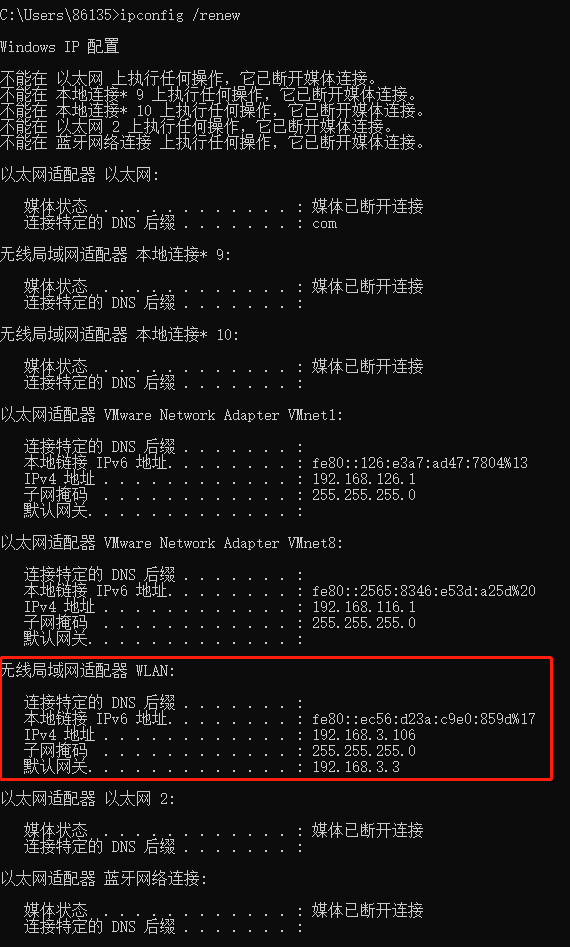 C:\Users\86135>ipconfig /renew
Windows IP 配置
不能在 以太网 上执行任何操作，它已断开媒体连接。
不能在 本地连接* 9 上执行任何操作，它已断开媒体连接。
不能在 本地连接* 10 上执行任何操作，它已断开媒体连接。
不能在 以太网 2 上执行任何操作，它已断开媒体连接。
不能在 蓝牙网络连接 上执行任何操作，它已断开媒体连接。
以太网适配器 以太网:
媒体状态 . . . . . . . . . . . . : 媒体已断开连接
连接特定的 DNS 后缀 . . . . . . . : com
无线局域网适配器 本地连接* 9:
媒体状态 . . . . . . . . . . . . : 媒体已断开连接
连接特定的 DNS 后缀 . . . . . . . :
无线局域网适配器 本地连接* 10:
媒体状态 . . . . . . . . . . . . : 媒体已断开连接
连接特定的 DNS 后缀 . . . . . . . :
以太网适配器 VMware Network Adapter VMnet1:
连接特定的 DNS 后缀 . . . . . . . :
本地链接 IPv6 地址. . . . . . . . : fe80::126:e3a7:ad47:7804%13
IPv4 地址 . . . . . . . . . . . . : 192.168.126.1
子网掩码 . . . . . . . . . . . . : 255.255.255.0
默认网关. . . . . . . . . . . . . :
以太网适配器 VMware Network Adapter VMnet8:
连接特定的 DNS 后缀 . . . . . . . :
本地链接 IPv6 地址. . . . . . . . : fe80::2565:8346:e53d:a25d%20
IPv4 地址 . . . . . . . . . . . . : 192.168.116.1
子网掩码 . . . . . . . . . . . . : 255.255.255.0
默认网关. . . . . . . . . . . . . :
无线局域网适配器 WLAN:
连接特定的 DNS 后缀 . . . . . . . :
本地链接 IPv6 地址. . . . . . . . : fe80::ec56:d23a:c9e0:859d%17
IPv4 地址 . . . . . . . . . . . . : 192.168.3.106
子网掩码 . . . . . . . . . . . . : 255.255.255.0
默认网关. . . . . . . . . . . . . : 192.168.3.3
以太网适配器 以太网 2:
媒体状态 . . . . . . . . . . . . : 媒体已断开连接
连接特定的 DNS 后缀 . . . . . . . :
以太网适配器 蓝牙网络连接:
媒体状态 . . . . . . . . . . . . : 媒体已断开连接
连接特定的 DNS 后缀 . . . . . . . :